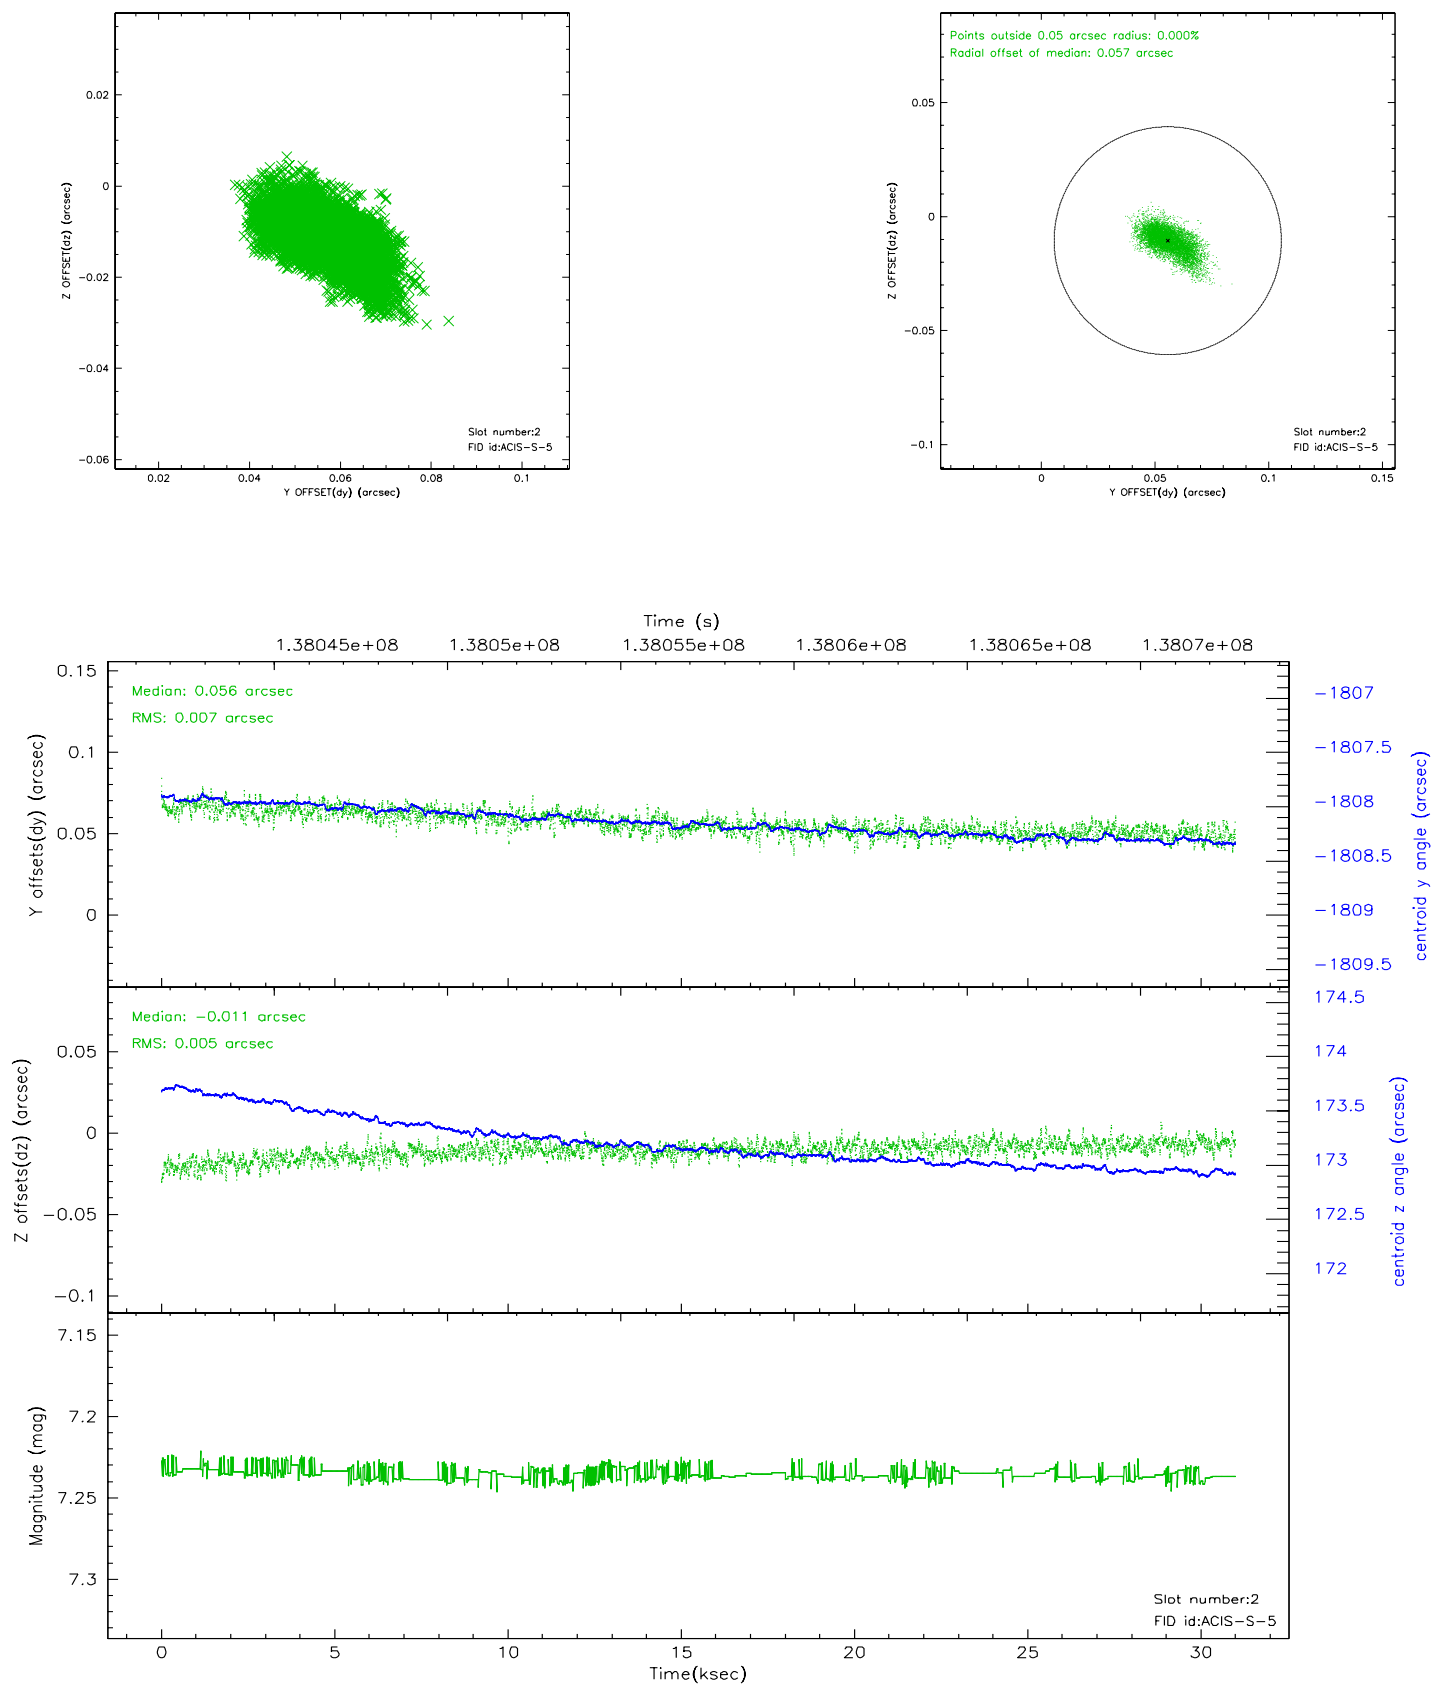 Points outside 0.05 arcsec radius: 0.000%
Radial offset of median: 0.057 arcsec
0.02
0
-0.02
-0.04
-0.06
Z OFFSET(dz) (arcsec)
Slot number:2
FID id:ACIS-S-5
0.02 0.04 0.06 0.08 0.1
Y OFFSET(dy) (arcsec)
0.05
0
-0.05
-0.1
Z OFFSET(dz) (arcsec)
Slot number:2
FID id:ACIS-S-5
0 0.05 0.1 0.15
Y OFFSET(dy) (arcsec)
Time (s)
1.38045e+08 1.3805e+08 1.38055e+08 1.3806e+08 1.38065e+08 1.3807e+08
Median: 0.056 arcsec
RMS: 0.007 arcsec
0.15
0.1
0.05
0
Y offsets(dy) (arcsec)
-1807
-1807.5
-1808
-1808.5
-1809
-1809.5
centroid y angle (arcsec)
Median: -0.011 arcsec
RMS: 0.005 arcsec
0.05
0
-0.05
-0.1
Z offsets(dz) (arcsec)
174.5
174
173.5
173
172.5
172
centroid z angle (arcsec)
7.15
7.2
7.25
7.3
Magnitude (mag)
Slot number:2
FID id:ACIS-S-5
0 5 10 15 20 25 30
Time(ksec)